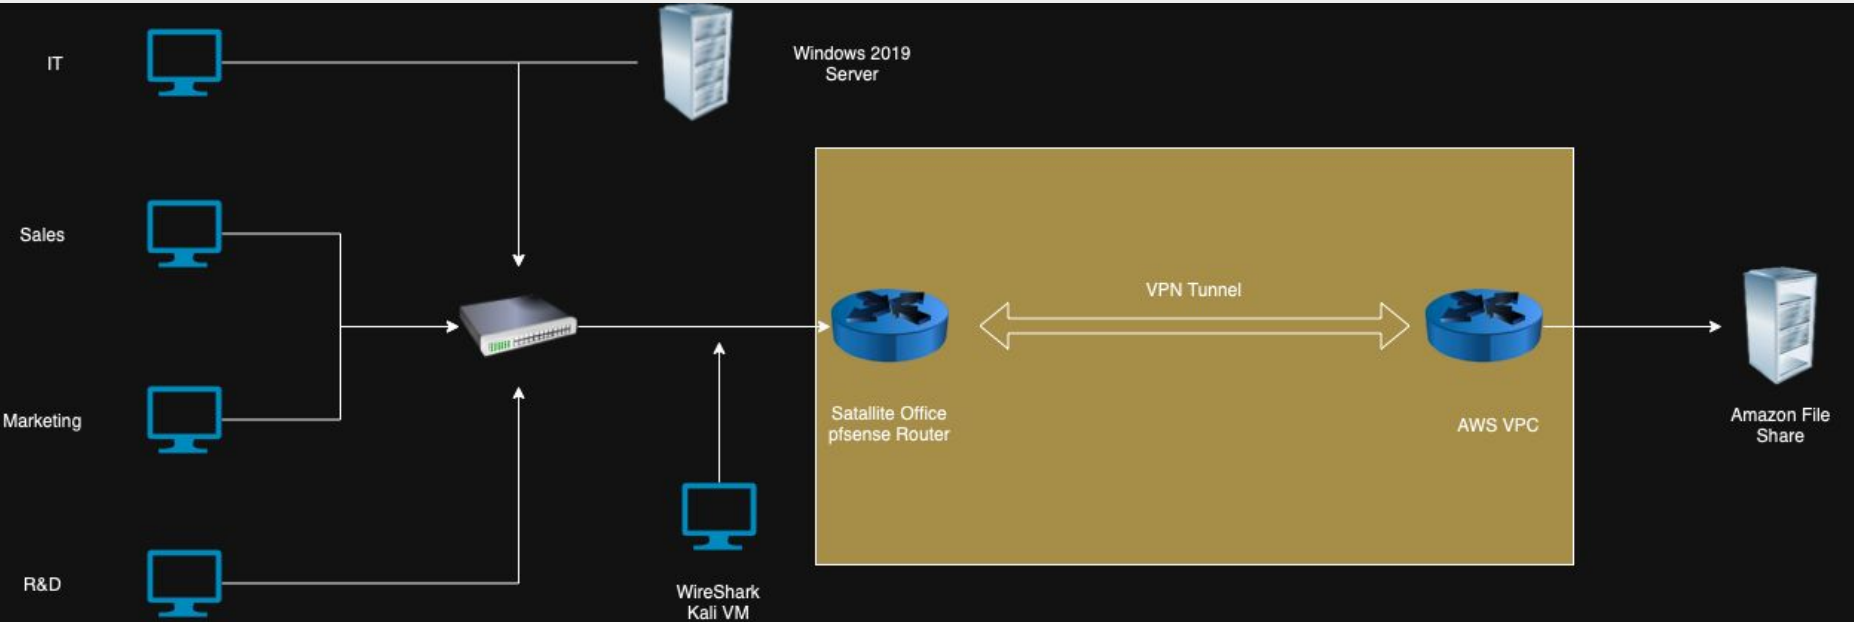 IT
Windows 2019
Server
Sales
VPN Tunnel
Marketing
Satallite Office
pfsense Router
AWS VPC
Amazon File
Share
R&D
WireShark
Kali VM